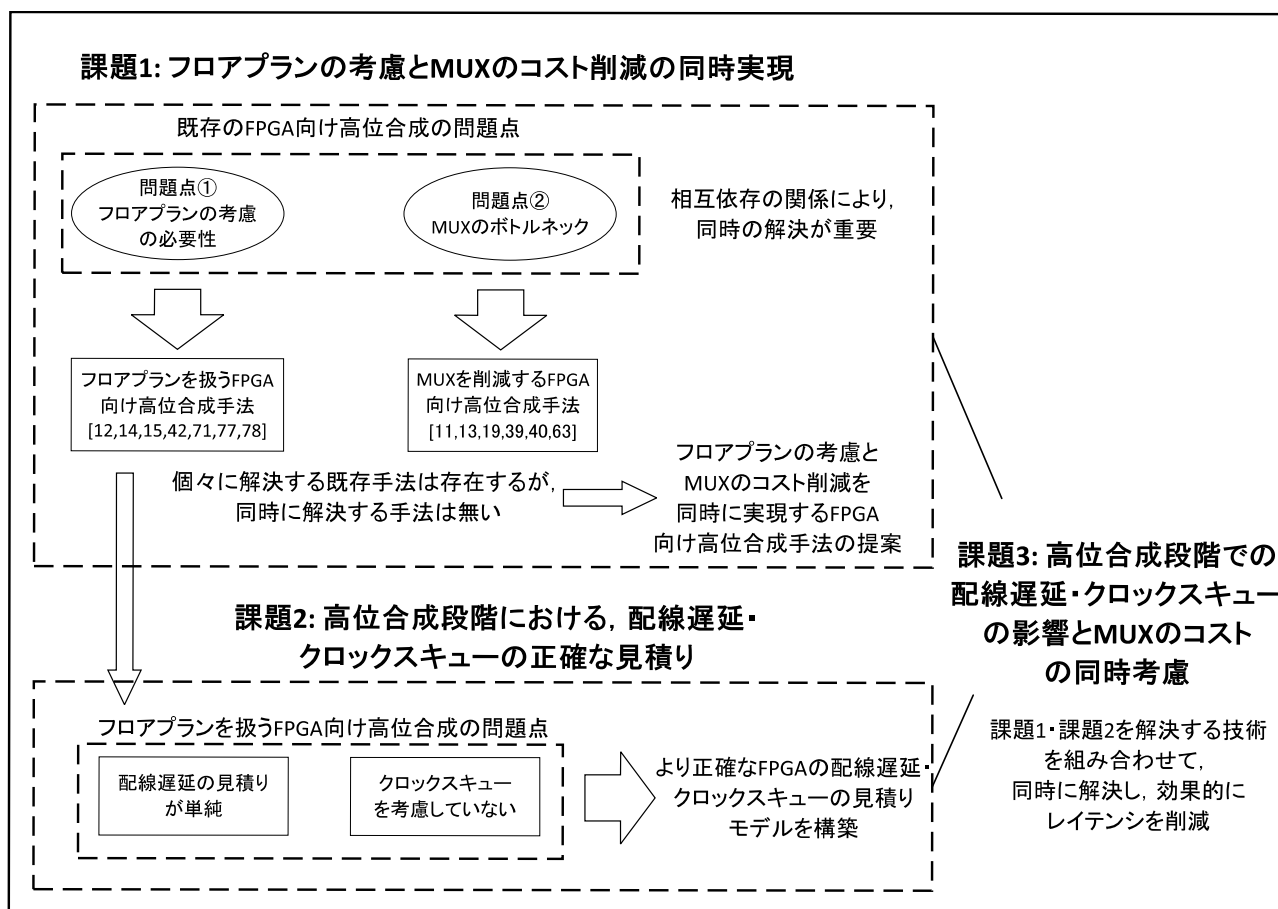 課題1: フロアプランの考慮とMUXのコスト削減の同時実現
既存のFPGA向け高位合成の問題点
問題点①
フロアプランの考慮
の必要性
問題点②
MUXのボトルネック
相互依存の関係により,
同時の解決が重要
フロアプランを扱うFPGA
向け高位合成手法
[12,14,15,42,71,77,78]
MUXを削減するFPGA
向け高位合成手法
[11,13,19,39,40,63]
個々に解決する既存手法は存在するが,
同時に解決する手法は無い
フロアプランの考慮と
MUXのコスト削減を
同時に実現するFPGA
向け高位合成手法の提案
課題2: 高位合成段階における, 配線遅延・
クロックスキューの正確な見積り
フロアプランを扱うFPGA向け高位合成の問題点
配線遅延の見積り
が単純
クロックスキュー
を考慮していない
より正確なFPGAの配線遅延・
クロックスキューの見積り
モデルを構築
課題3: 高位合成段階での
配線遅延・クロックスキュー
の影響とMUXのコスト
の同時考慮
課題1・課題2を解決する技術
を組み合わせて,
同時に解決し, 効果的に
レイテンシを削減